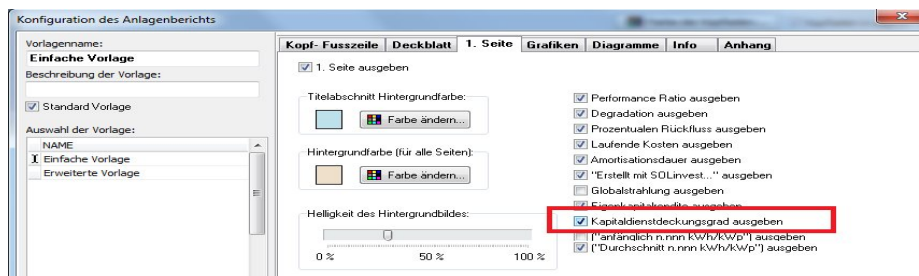 Konfiguration des Anlagenberichts
Vorlagenname:
Einfache Vorlage
Beschreibung der Vorlage:
Standard Vorlage
Auswahl der Vorlage:
NAME
Einfache Vorlage
Erweiterte Vorlage
Kopf- Fusszeile Deckblatt 1. Seite Grafiken Diagramme Info Anhang
1. Seite ausgeben
Titelabschnitt Hintergrundfarbe:
Farbe ändern...
Hintergrundfarbe (für alle Seiten):
Farbe ändern...
Helligkeit des Hintergrundbildes:
0 % 50 % 100 %
Performance Ratio ausgeben
Degradation ausgeben
Prozentualen Rückfluss ausgeben
Laufende Kosten ausgeben
Amortisationsdauer ausgeben
"Erstellt mit SOLinvest..." ausgeben
Globalstrahlung ausgeben
Eigenkapitalrendite ausgeben
Kapitaldienstdeckungsgrad ausgeben
("anfänglich n.nnn kWh/kWp") ausgeben
("Durchschnitt n.nnn kWh/kWp") ausgeben